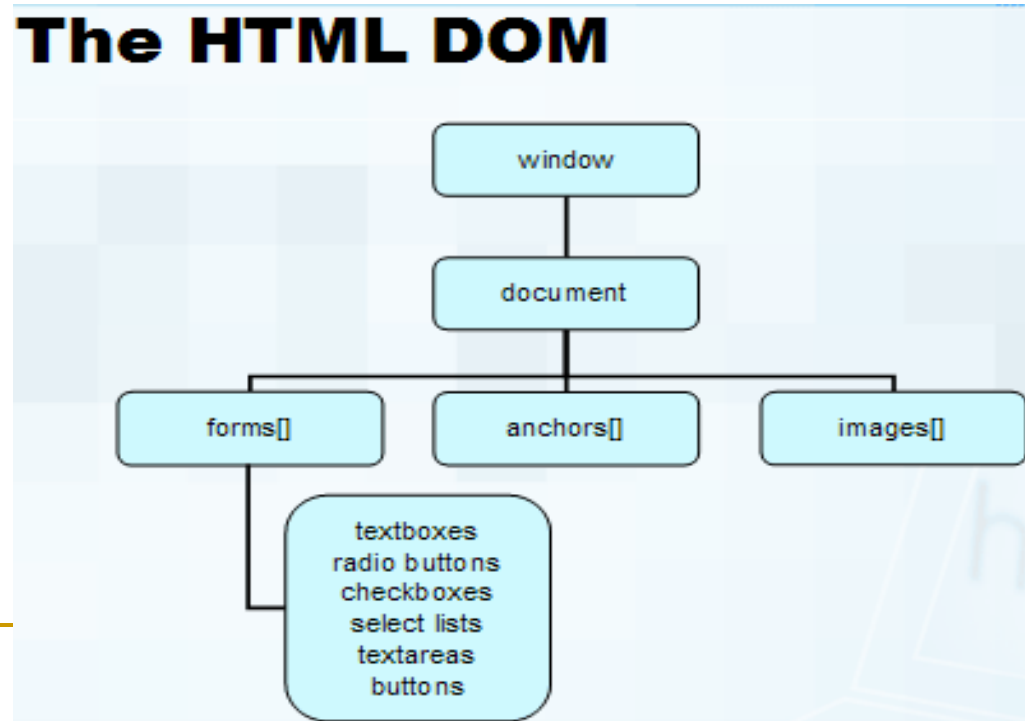 The HTML DOM
window
document
forms[]
anchors[]
images[]
textboxes
radio buttons
checkboxes
select lists
textareas
buttons
h